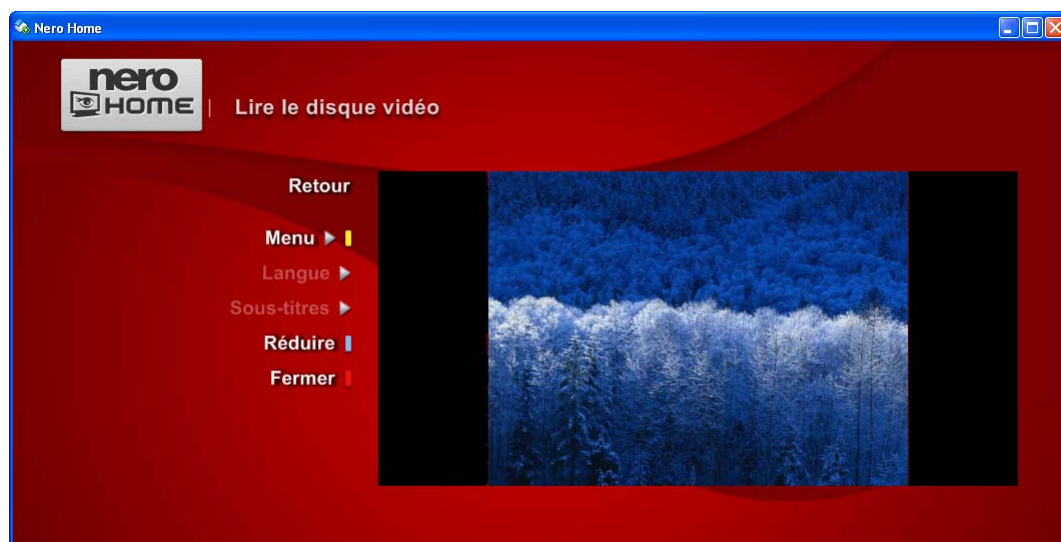 Nero Home
nero
HOME
Lire le disque vidéo
Retour
Menu
Langue
Sous-titres
Réduire
Fermer